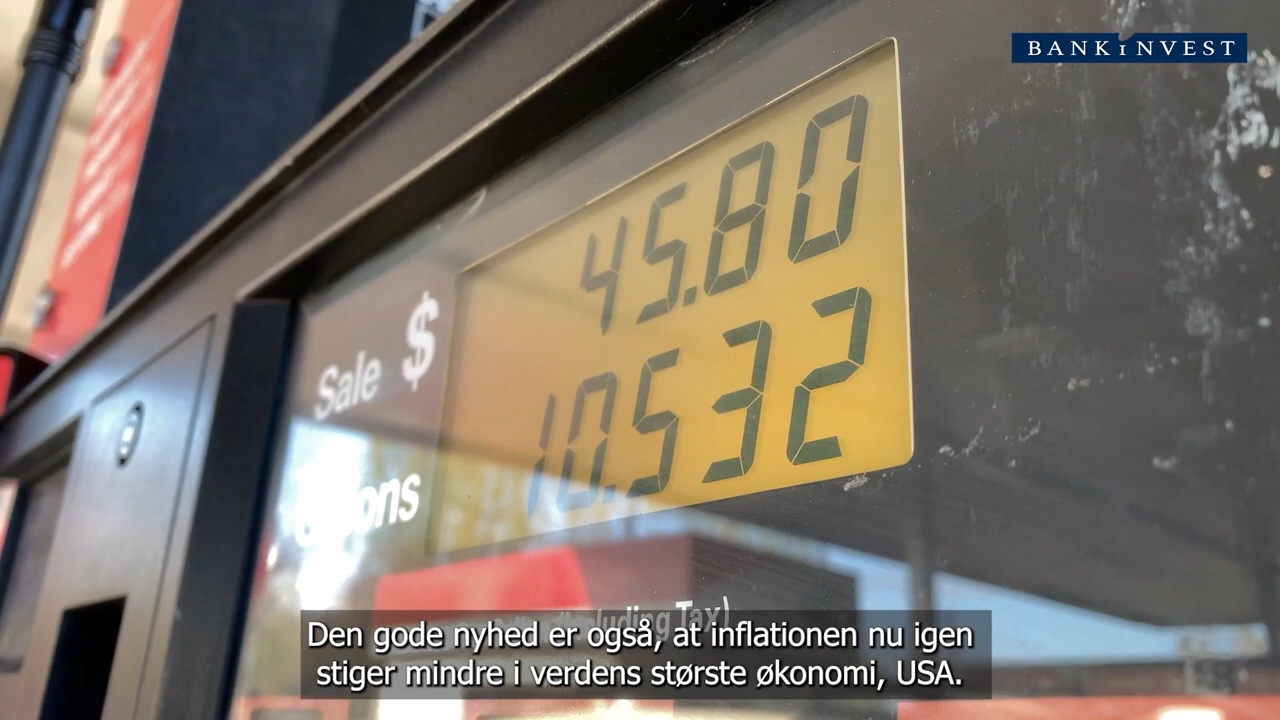 BANKiNVEST
45.80
Sale $
10.532
Den gode nyhed er også, at inflationen nu igen
stiger mindre i verdens største økonomi, USA.